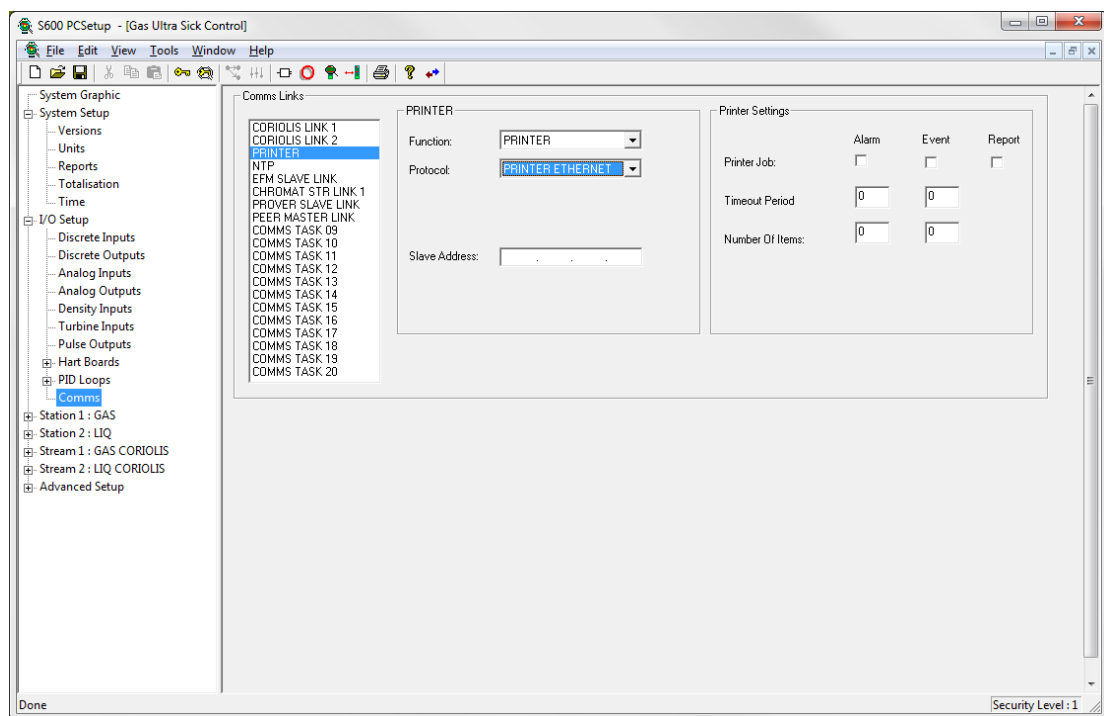 S600 PCSetup - [Gas Ultra Sick Control]
File Edit View Tools Window Help
System Graphic
System Setup
Versions
Units
Reports
Totalisation
Time
I/O Setup
Discrete Inputs
Discrete Outputs
Analog Inputs
Analog Outputs
Density Inputs
Turbine Inputs
Pulse Outputs
Hart Boards
PID Loops
Comms
Station 1 : GAS
Station 2 : LIQ
Stream 1 : GAS CORIOLIS
Stream 2 : LIQ CORIOLIS
Advanced Setup
Comms Links
CORIOLIS LINK 1
CORIOLIS LINK 2
PRINTER
NTP
EFM SLAVE LINK
CHROMAT STR LINK 1
PROVER SLAVE LINK
PEER MASTER LINK
COMMS TASK 09
COMMS TASK 10
COMMS TASK 11
COMMS TASK 12
COMMS TASK 13
COMMS TASK 14
COMMS TASK 15
COMMS TASK 16
COMMS TASK 17
COMMS TASK 18
COMMS TASK 19
COMMS TASK 20
PRINTER
Function: PRINTER
Protocol: PRINTER ETHERNET
Slave Address: . . .
Printer Settings
Alarm Event Report
Printer Job:
Timeout Period 0 0
Number Of Items: 0 0
Done Security Level : 1